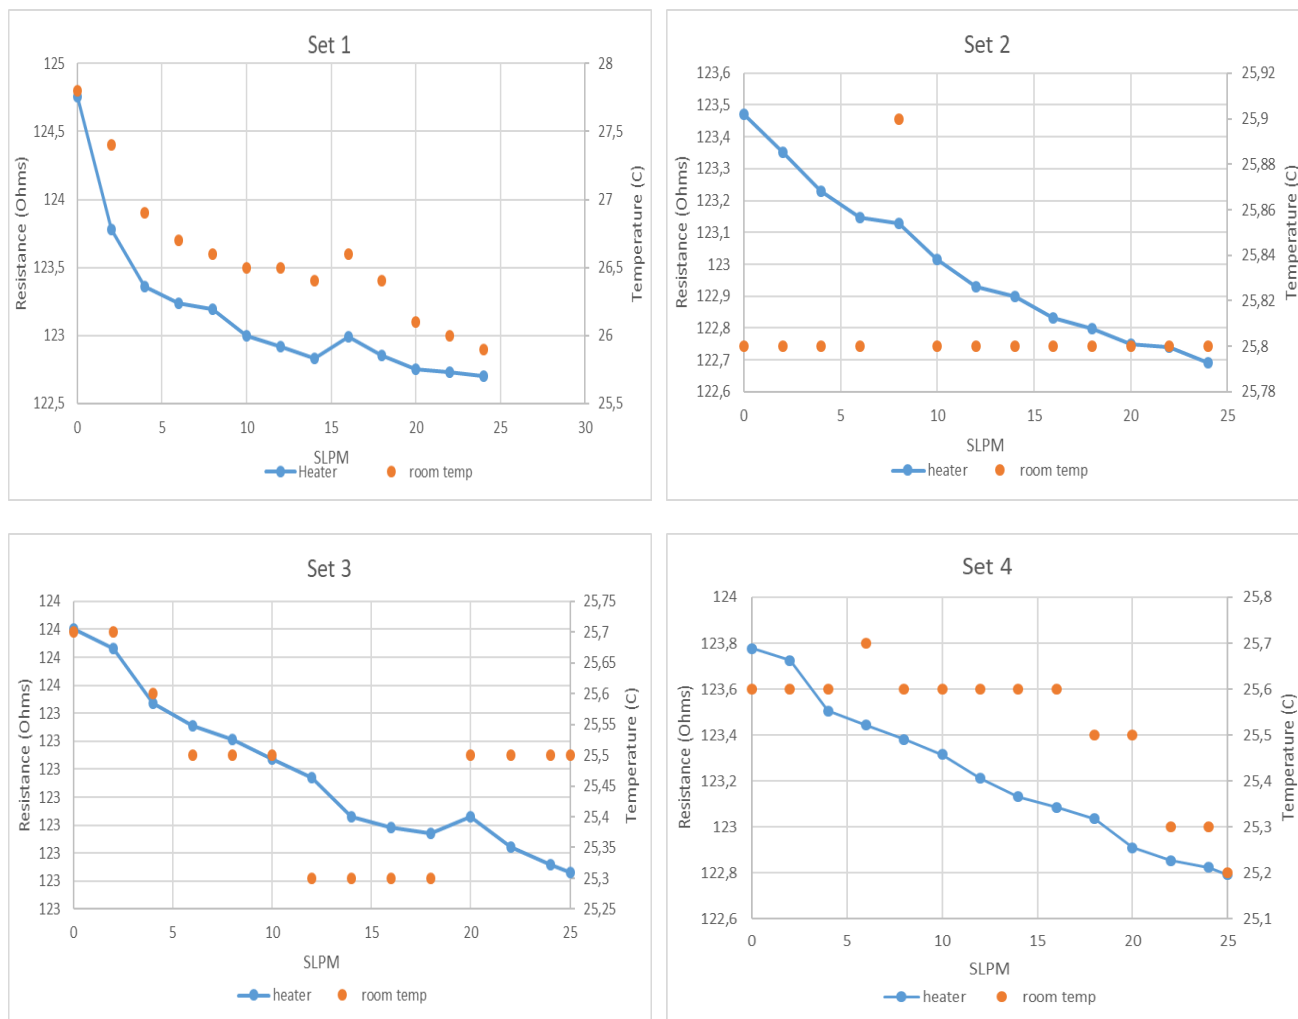 Set 1
125
124,5
124
123,5
123
122,5
28
27,5
27
26,5
26
25,5
0 5 10 15 20 25 30
Resistance (Ohms)
Temperature (C)
SLPM
Heater room temp
Set 2
123,6
123,5
123,4
123,3
123,2
123,1
123
122,9
122,8
122,7
122,6
25,92
25,9
25,88
25,86
25,84
25,82
25,8
25,78
0 5 10 15 20 25
Resistance (Ohms)
Temperature (C)
SLPM
heater room temp
Set 3
124
124
124
124
123
123
123
123
123
123
123
123
25,75
25,7
25,65
25,6
25,55
25,5
25,45
25,4
25,35
25,3
25,25
0 5 10 15 20 25
Resistance (Ohms)
Temperature (C)
SLPM
heater room temp
Set 4
124
123,8
123,6
123,4
123,2
123
122,8
122,6
25,8
25,7
25,6
25,5
25,4
25,3
25,2
25,1
0 5 10 15 20 25
Resistance (Ohms)
Temperature (C)
SLPM
heater room temp